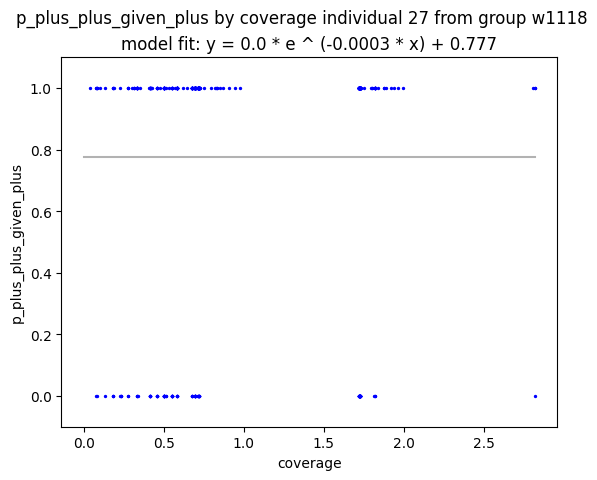 p_plus_plus_given_plus by coverage individual 27 from group w1118
model fit: y = 0.0 * e ^ (-0.0003 * x) + 0.777
1.0
0.8
0.6
0.4
0.2
0.0
p_plus_plus_given_plus
0.0 0.5 1.0 1.5 2.0 2.5
coverage